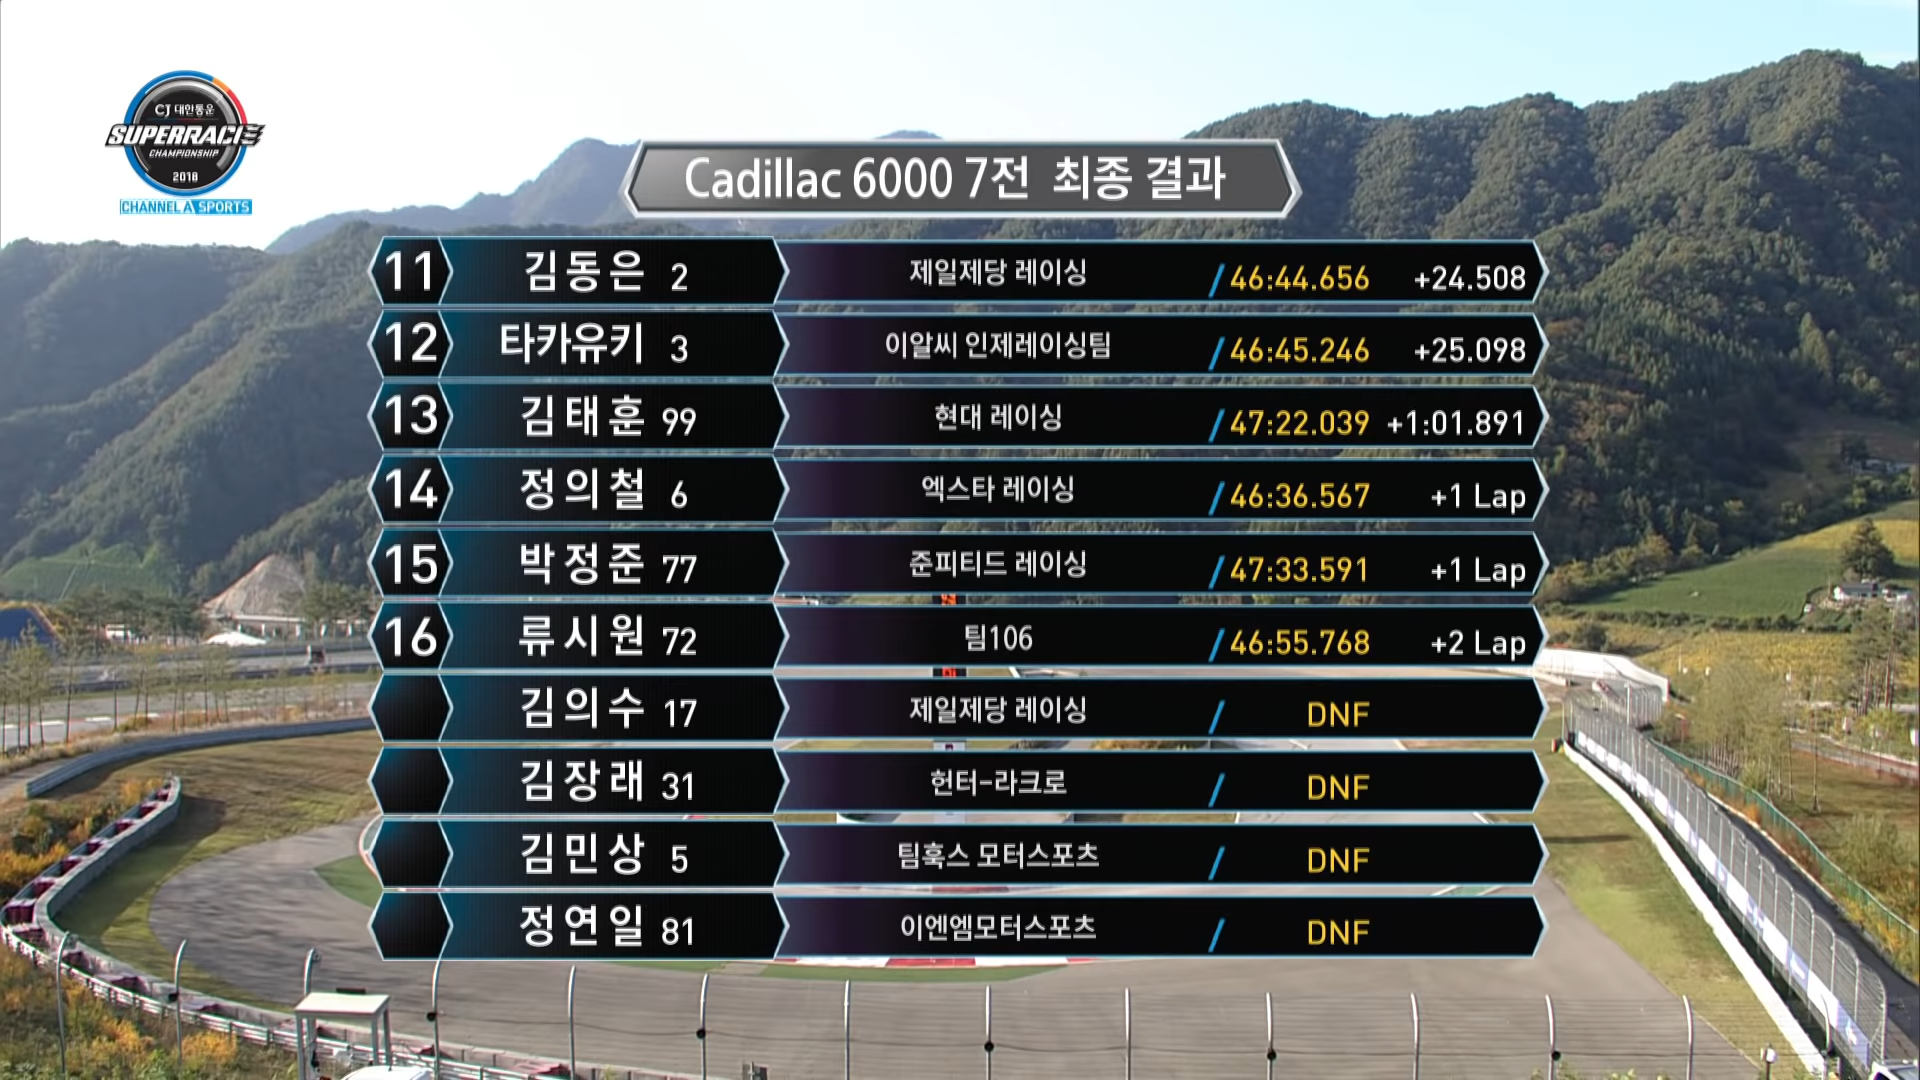 CJ 대한통운
SUPERRACE
CHAMPIONSHIP
2018
CHANNEL A SPORTS
Cadillac 6000 7전 최종 결과
11 김동은 2 제일제당 레이싱 / 46:44.656 +24.508
12 타카유키 3 이알씨 인제레이싱팀 / 46:45.246 +25.098
13 김태훈 99 현대 레이싱 / 47:22.039 +1:01.891
14 정의철 6 엑스타 레이싱 / 46:36.567 +1 Lap
15 박정준 77 준피티드 레이싱 / 47:33.591 +1 Lap
16 류시원 72 팀106 / 46:55.768 +2 Lap
김의수 17 제일제당 레이싱 / DNF
김장래 31 헌터-라크로 / DNF
김민상 5 팀훅스 모터스포츠 / DNF
정연일 81 이엔엠모터스포츠 / DNF